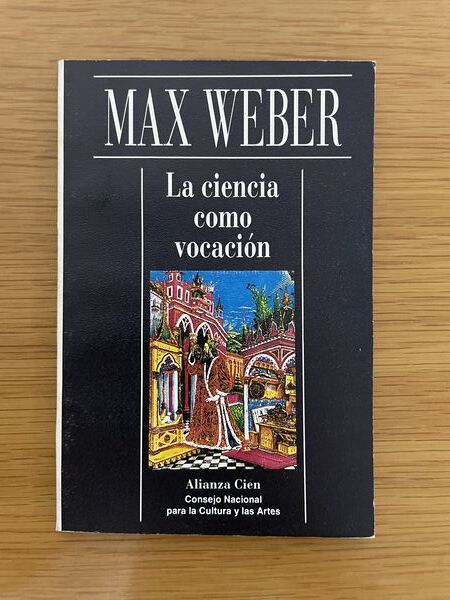 MAX WEBER
La ciencia
como
vocación
Alianza Cien
Consejo Nacional
para la Cultura y las Artes